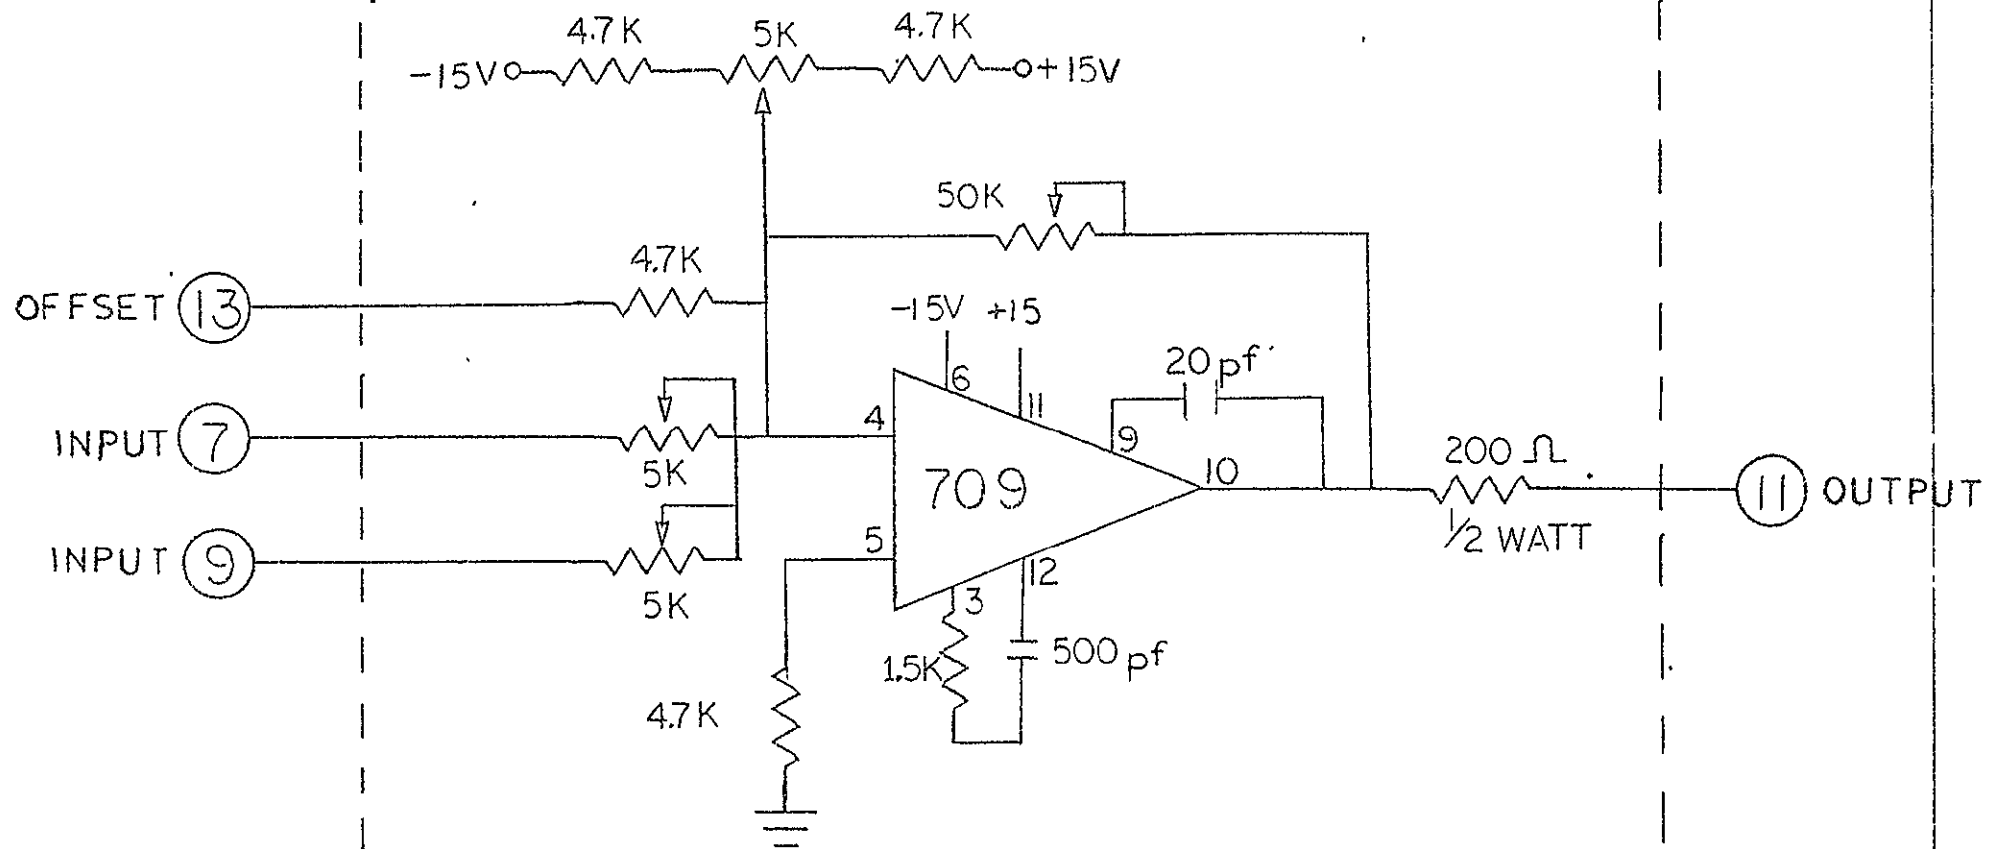 4.7K 5K 4.7K
-15V +15V
50K
4.7K
OFFSET 13
-15V +15
20 pf
6
11
4
9
INPUT 7
5K
709
10
200 Ω
11 OUTPUT
1/2 WATT
5
INPUT 9
12
3
5K
1.5K
500 pf
4.7K